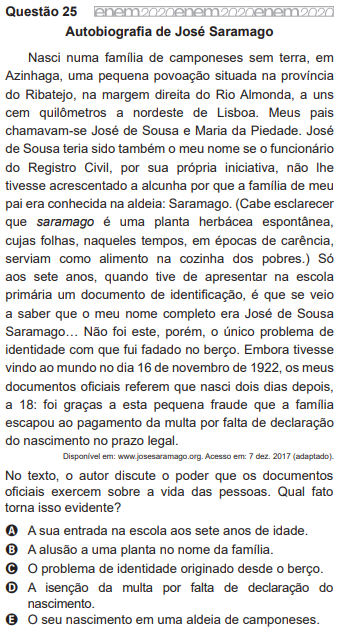 Questão 25 enem2020 enem2020 enem2020
Autobiografia de José Saramago
Nasci numa família de camponeses sem terra, em
Azinhaga, uma pequena povoação situada na província
do Ribatejo, na margem direita do Rio Almonda, a uns
cem quilômetros a nordeste de Lisboa. Meus pais
chamavam-se José de Sousa e Maria da Piedade. José
de Sousa teria sido também o meu nome se o funcionário
do Registro Civil, por sua própria iniciativa, não lhe
tivesse acrescentado a alcunha por que a família de meu
pai era conhecida na aldeia: Saramago. (Cabe esclarecer
que saramago é uma planta herbácea espontânea,
cujas folhas, naqueles tempos, em épocas de carência,
serviam como alimento na cozinha dos pobres.) Só
aos sete anos, quando tive de apresentar na escola
primária um documento de identificação, é que se veio
a saber que o meu nome completo era José de Sousa
Saramago… Não foi este, porém, o único problema de
identidade com que fui fadado no berço. Embora tivesse
vindo ao mundo no dia 16 de novembro de 1922, os meus
documentos oficiais referem que nasci dois dias depois,
a 18: foi graças a esta pequena fraude que a família
escapou ao pagamento da multa por falta de declaração
do nascimento no prazo legal.
Disponível em: www.josesaramago.org. Acesso em: 7 dez. 2017 (adaptado).
No texto, o autor discute o poder que os documentos
oficiais exercem sobre a vida das pessoas. Qual fato
torna isso evidente?
A A sua entrada na escola aos sete anos de idade.
B A alusão a uma planta no nome da família.
C O problema de identidade originado desde o berço.
D A isenção da multa por falta de declaração do
nascimento.
E O seu nascimento em uma aldeia de camponeses.